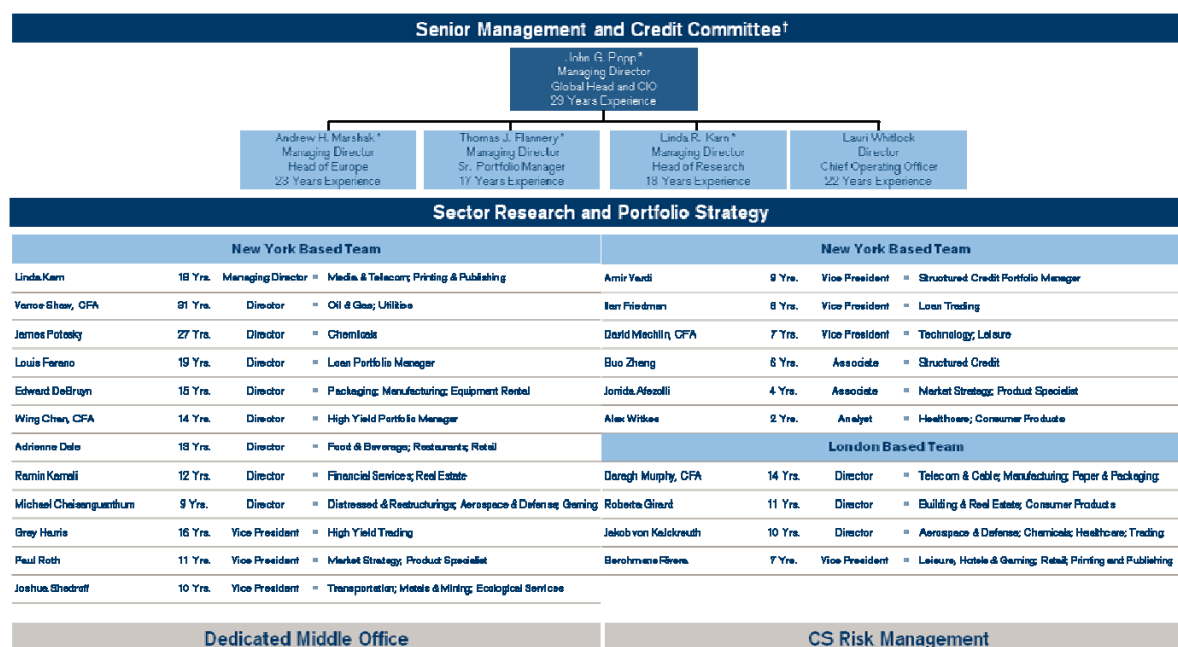 Senior Management and Credit Committee†
John G. Popp*
Managing Director
Global Head and CIO
29 Years Experience
Andrew H. Marshak*
Managing Director
Head of Europe
23 Years Experience
Thomas J. Flannery*
Managing Director
Sr. Portfolio Manager
17 Years Experience
Linda R. Karn*
Managing Director
Head of Research
18 Years Experience
Lauri Whitlock
Director
Chief Operating Officer
22 Years Experience
Sector Research and Portfolio Strategy
New York Based Team
Linda Karn 18 Yrs. Managing Director = Media & Telecom; Printing & Publishing
Shaw, CFA 31 Yrs. Director = Oil & Gas; Utilities
James Potesky 27 Yrs. Director = Chemicals
Louis Farano 19 Yrs. Director = Loan Portfolio Manager
Edward DeBruyn 15 Yrs. Director = Packaging; Manufacturing; Equipment Rental
Wing Chan, CFA 14 Yrs. Director = High Yield Portfolio Manager
Adrienne Dale 13 Yrs. Director = Food & Beverage; Restaurants; Retail
Ramin Kamali 12 Yrs. Director = Financial Services; Real Estate
Michael 9 Yrs. Director = Distressed & Restructurings; Aerospace & Defense; Gaming
Harris 16 Yrs. Vice President = High Yield Trading
Paul Roth 11 Yrs. Vice President = Market Strategy, Product Specialist
Joshua Shedroff 10 Yrs. Vice President = Transportation; Metals & Mining; Ecological Services
New York Based Team
Amir Vardi 9 Yrs. Vice President = Structured Credit Portfolio Manager
Ilan Friedman 8 Yrs. Vice President = Loan Trading
David Mechlin, CFA 7 Yrs. Vice President = Technology; Leisure
Zhang Associate = Structured Credit
4 Yrs. Associate = Market Strategy; Product Specialist
Alex Witkes 2 Yrs. Analyst = Healthcare; Consumer Products
London Based Team
Daragh Murphy, CFA 14 Yrs. Director = Telecom & Cable; Manufacturing; Paper & Packaging
Girard 11 Yrs. Director = Building & Real Estate; Consumer Products
Jakob von Kalckreuth 10 Yrs. Director = Aerospace & Defense; Chemicals; Healthcare; Trading
Berchmans Rivera 7 Yrs. Vice President = Leisure, Hotels & Gaming; Retail; Printing and Publishing
Dedicated Middle Office
CS Risk Management